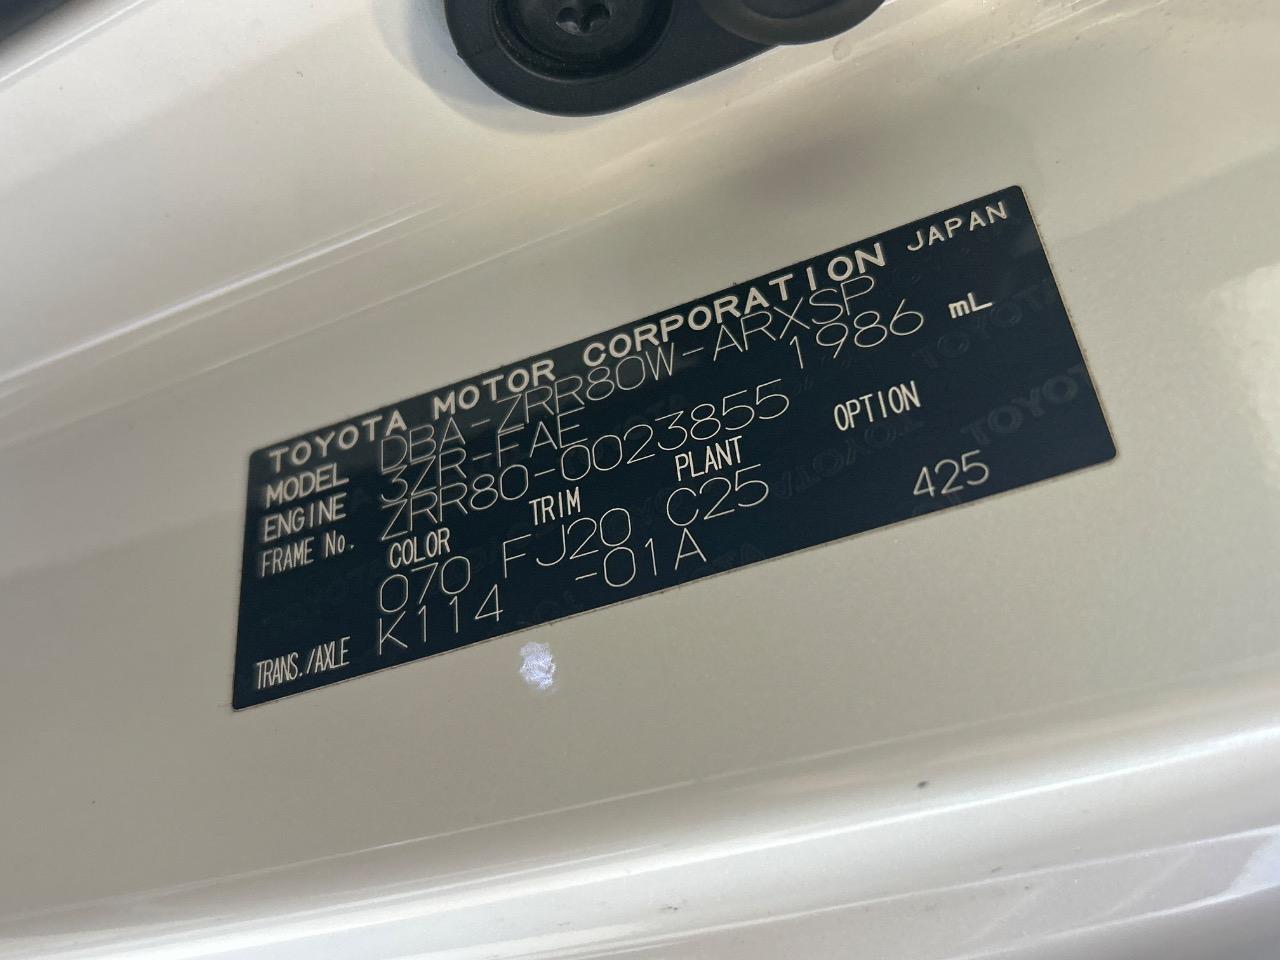 TOYOTA MOTOR CORPORATION JAPAN
MODEL DBA-ZRR80W-ARXSP
ENGINE 3ZR-FAE 1986 mL
FRAME No. ZRR80-0023855
COLOR TRIM PLANT OPTION
070 FJ20 C25 425
TRANS./AXLE K114 -01A